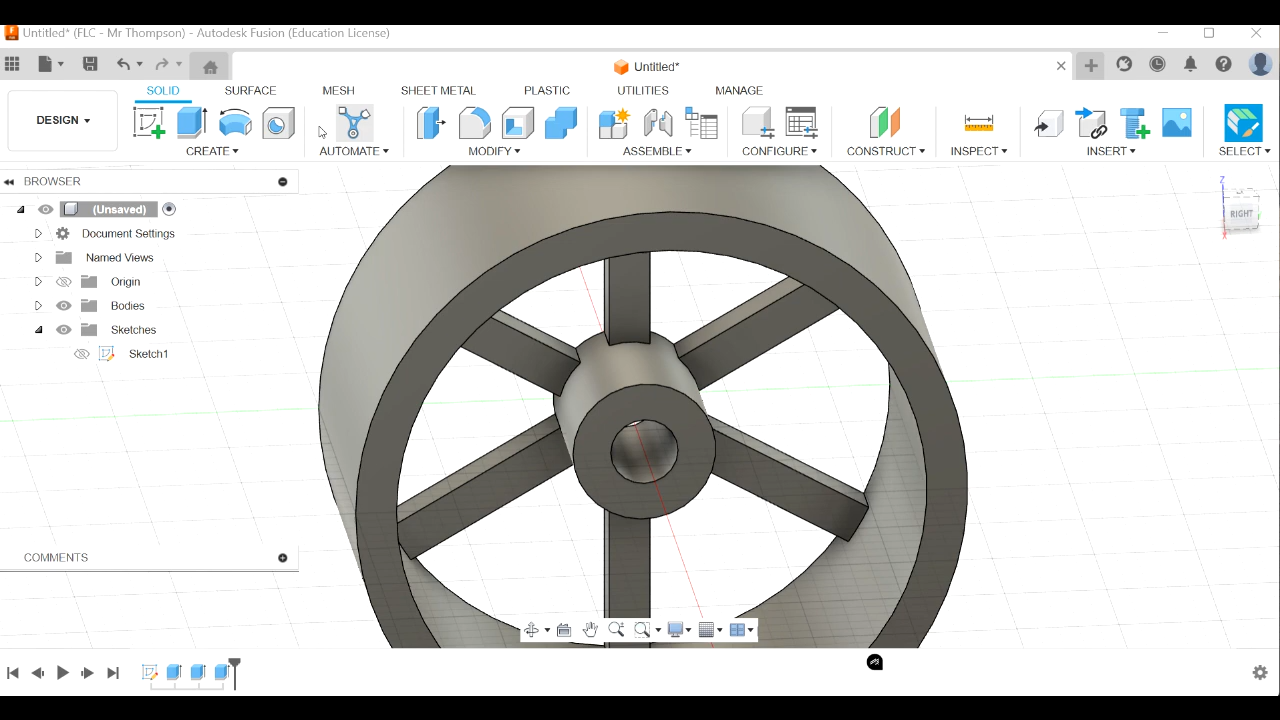 Untitled* (FLC - Mr Thompson) - Autodesk Fusion (Education License)
Untitled*
SOLID SURFACE MESH SHEET METAL PLASTIC UTILITIES MANAGE
DESIGN
CREATE AUTOMATE MODIFY ASSEMBLE CONFIGURE CONSTRUCT INSPECT INSERT SELECT
BROWSER
(Unsaved)
Document Settings
Named Views
Origin
Bodies
Sketches
Sketch1
COMMENTS
Z
RIGHT